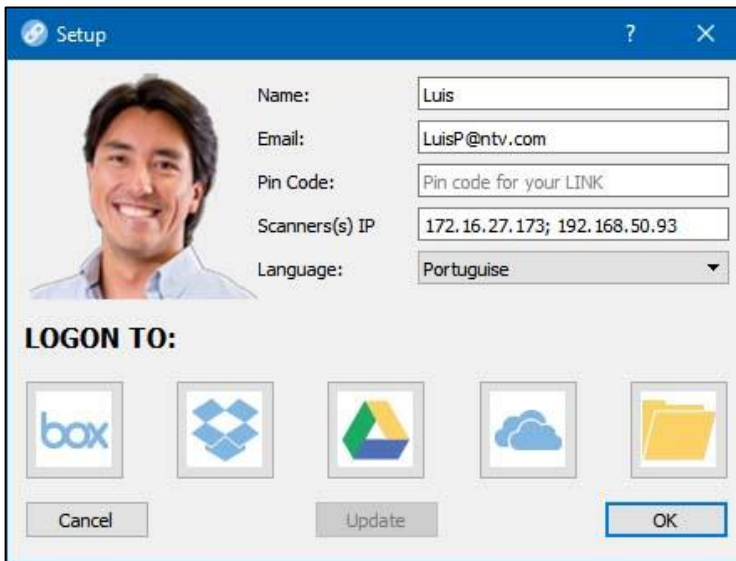 Setup ?
Name: Luis
Email: LuisP@ntv.com
Pin Code: Pin code for your LINK
Scanners(s) IP 172.16.27.173; 192.168.50.93
Language: Portuguise
LOGON TO:
box
Cancel Update OK